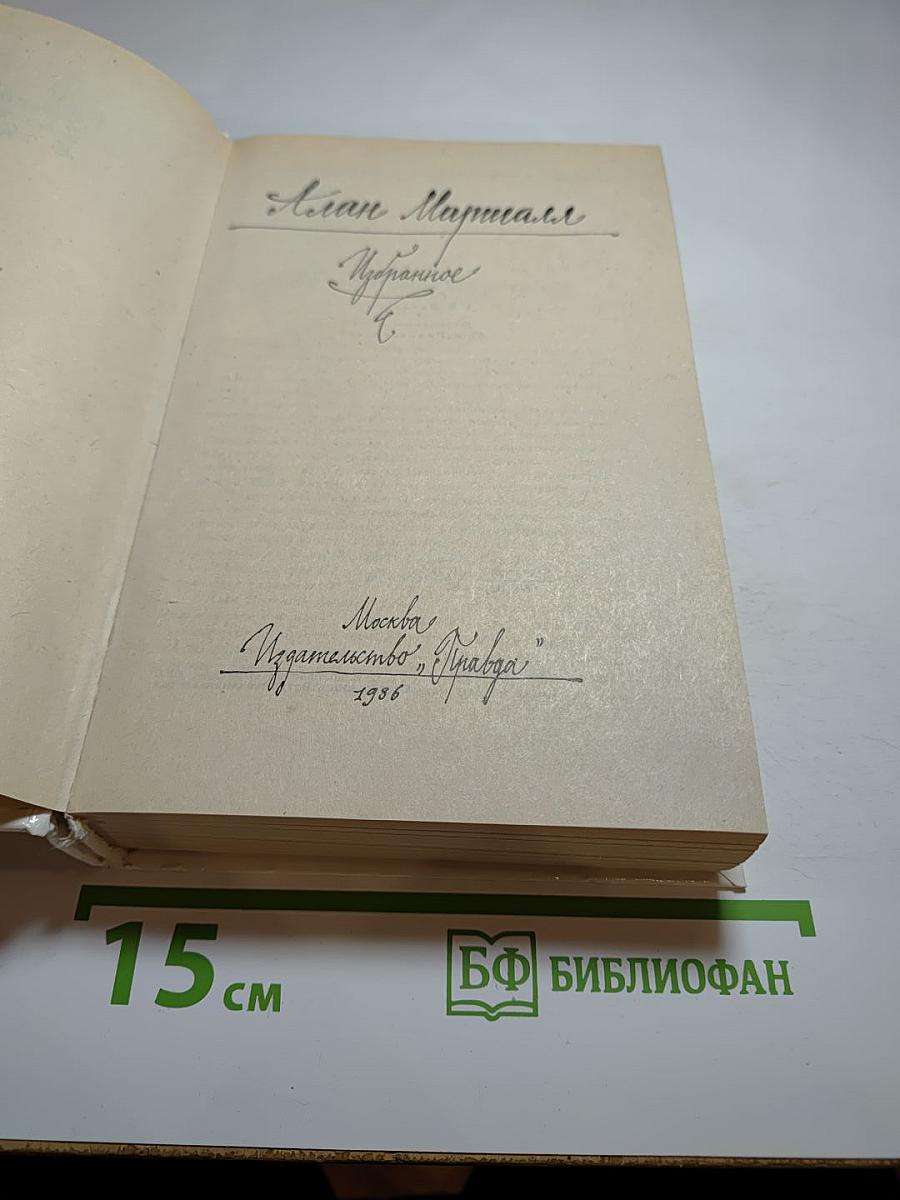 Алан Маршалл
Избранное
Москва
Издательство „Правда"
1986
15 см
БФ БИБЛИОФАН